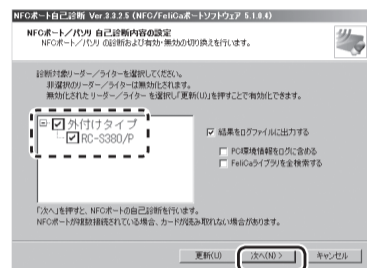 NFCポート自己診断 Ver.3.3.2.5 (NFC/FeliCaポートソフトウェア 5.1.0.4)
NFCポート/パソリ 自己診断内容の設定
NFCポート/パソリ の診断および有効・無効の切り換えを行います。
診断対象リーダー/ライターを選択してください。
非選択のリーダー/ライターは無効化されます。
無効化されたリーダー/ライターを選択し「更新(U)」を押すことで有効化できます。
外付けタイプ
RC-S380/P
結果をログファイルに出力する
PC環境情報をログに含める
FeliCaライブラリを全検索する
「次へ」を押すと、NFCポートの自己診断を行います。
NFCポートが複数接続されている場合、カードが読み取れない場合があります。
更新(U)
次へ(N) >
キャンセル